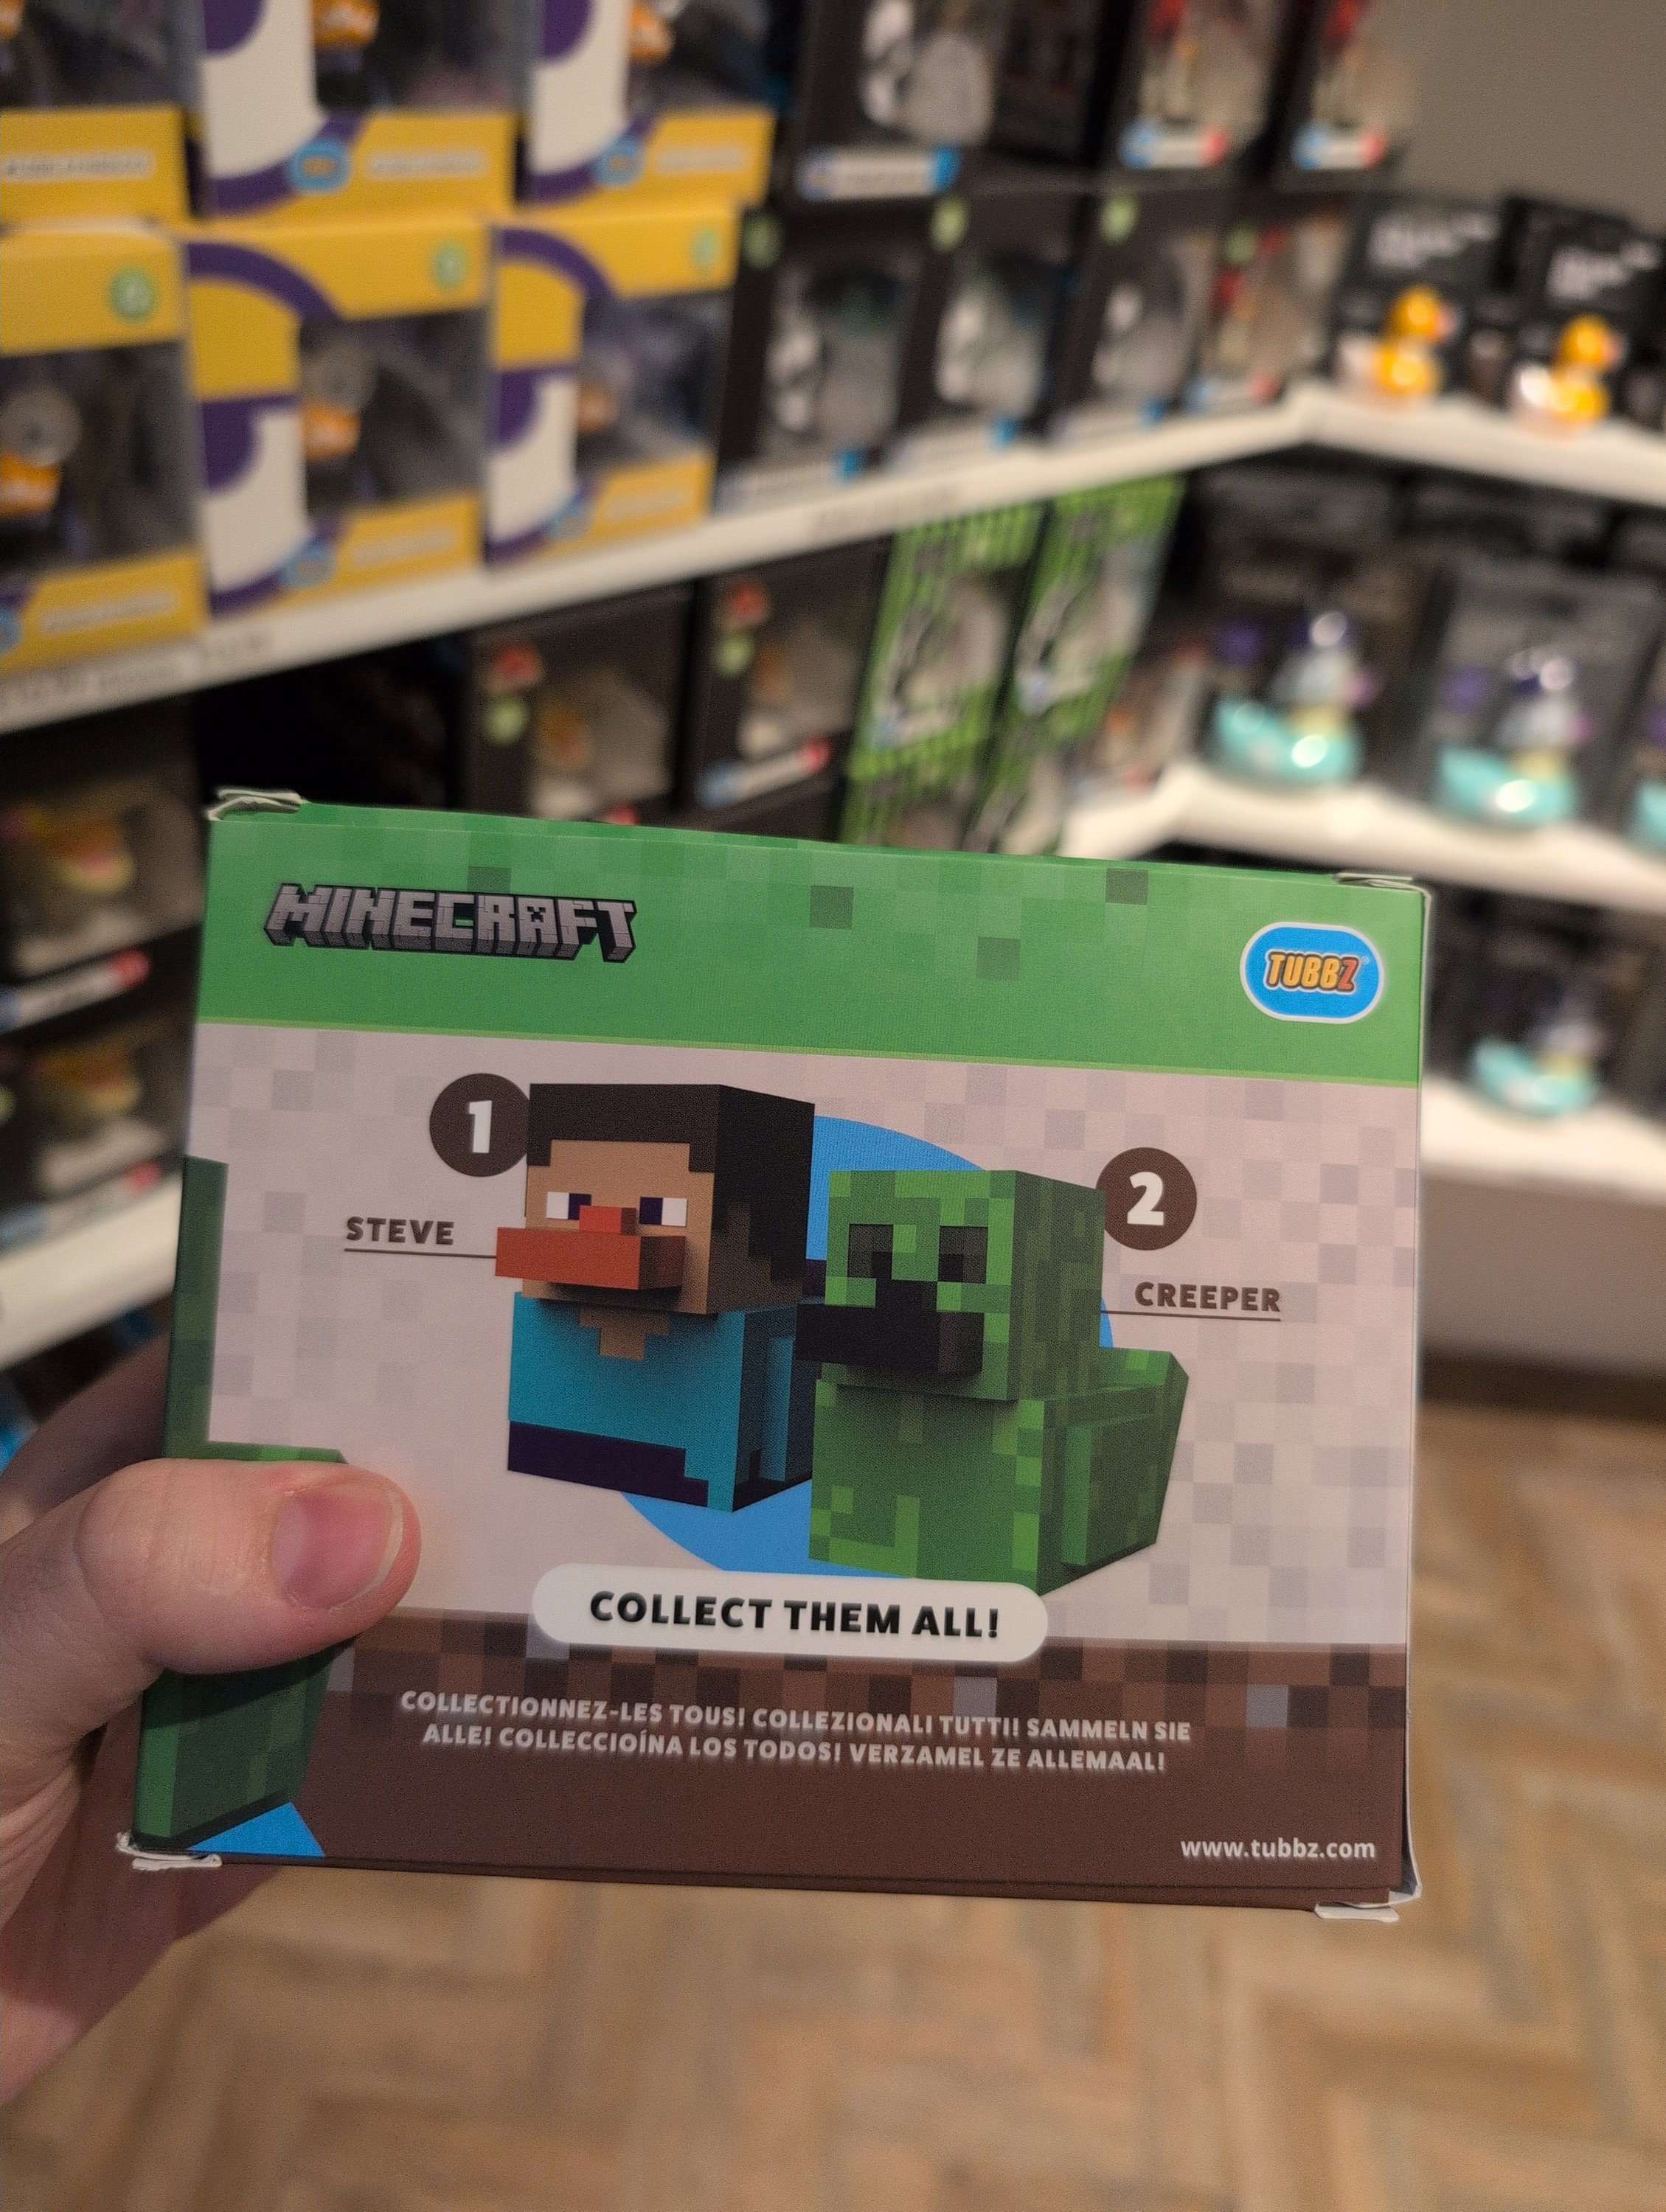 MINECRAFT
TUBBZ®
1
2
STEVE
CREEPER
COLLECT THEM ALL!
COLLECTIONNEZ-LES TOUS! COLLEZIONALI TUTTI! SAMMELN SIE
ALLE! COLLECCIOÍNA LOS TODOS! VERZAMEL ZE ALLEMAAL!
www.tubbz.com